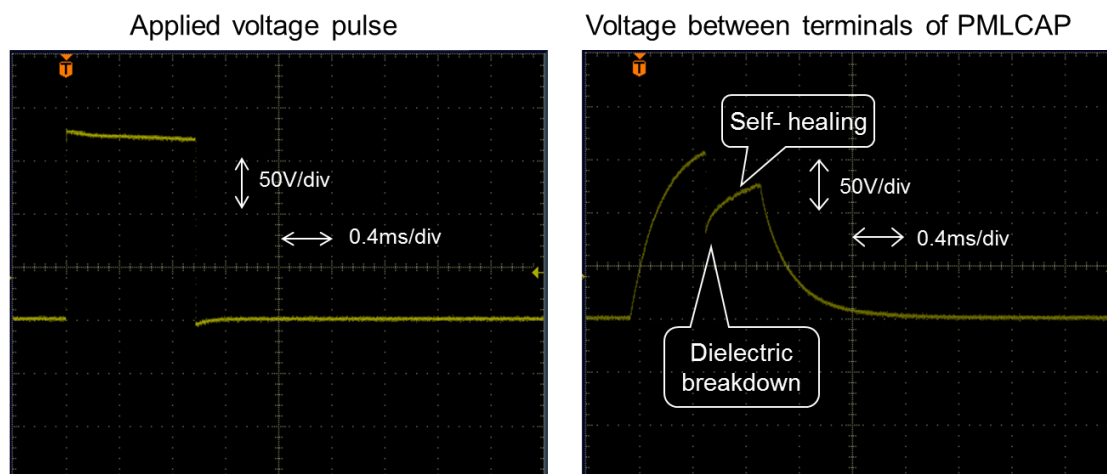 Applied voltage pulse
T
50V/div
0.4ms/div
Voltage between terminals of PMLCAP
T
Self- healing
50V/div
0.4ms/div
Dielectric
breakdown